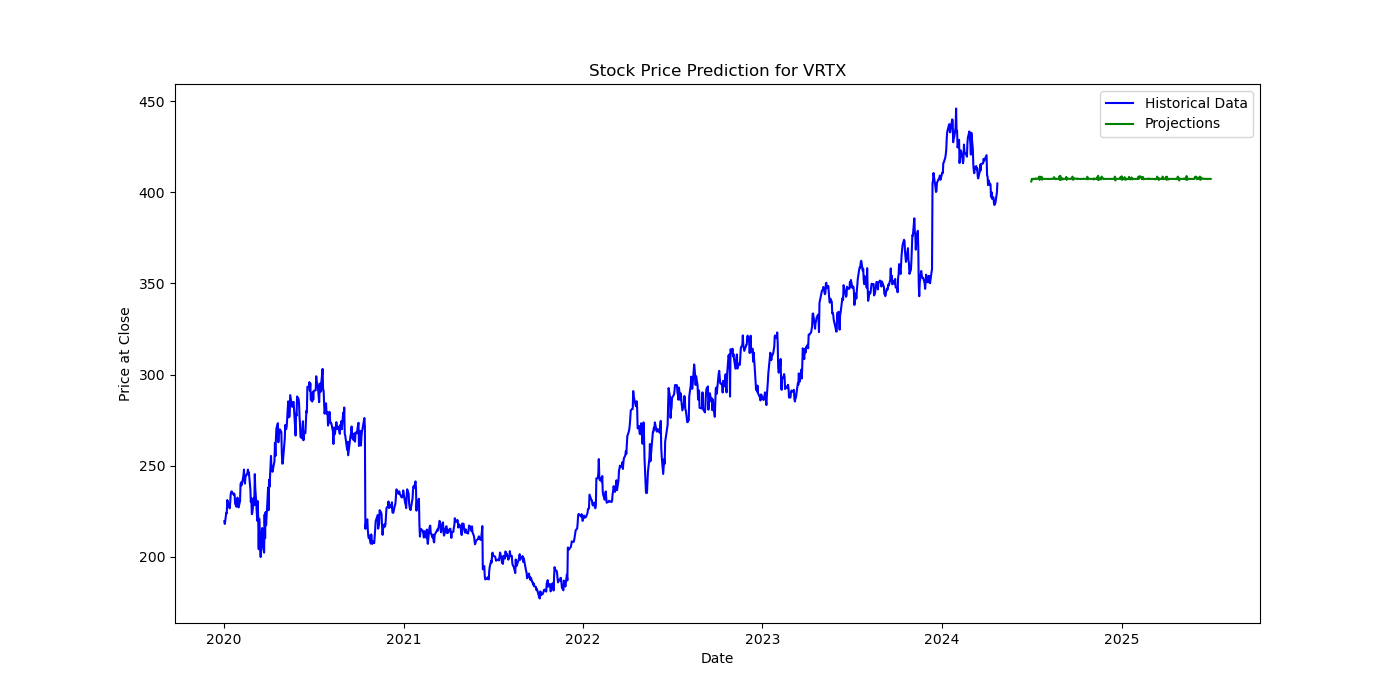 Stock Price Prediction for VRTX
Historical Data
Projections
Price at Close
450
400
350
300
250
200
2020 2021 2022 2023 2024 2025
Date